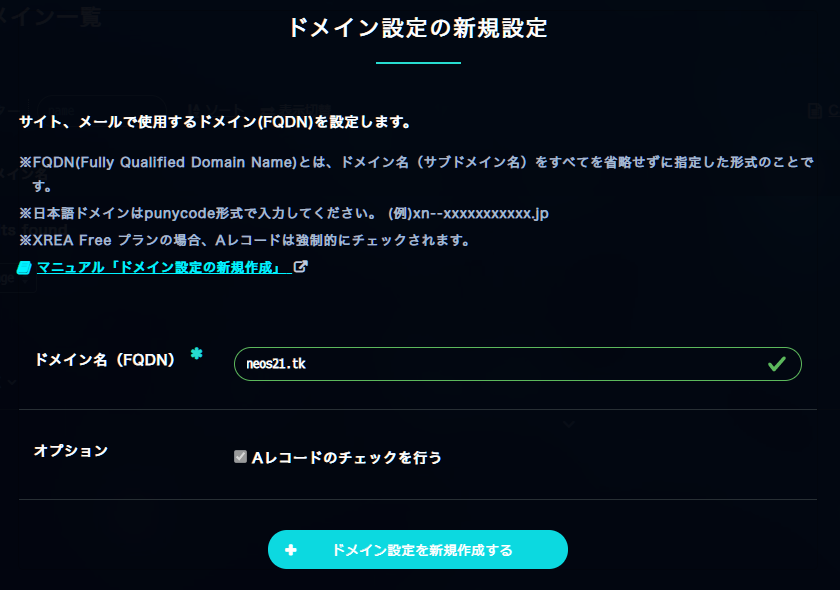 メイン一覧
ドメイン設定の新規設定
サイト、メールで使用するドメイン(FQDN)を設定します。
※FQDN(Fully Qualified Domain Name)とは、ドメイン名（サブドメイン名）をすべてを省略せずに指定した形式のことで
す。
※日本語ドメインはpunycode形式で入力してください。 (例)xn--xxxxxxxxxxx.jp
※XREA Free プランの場合、Aレコードは強制的にチェックされます。
マニュアル「ドメイン設定の新規作成」
ドメイン名（FQDN） *
neos21.tk
オプション
Aレコードのチェックを行う
ドメイン設定を新規作成する